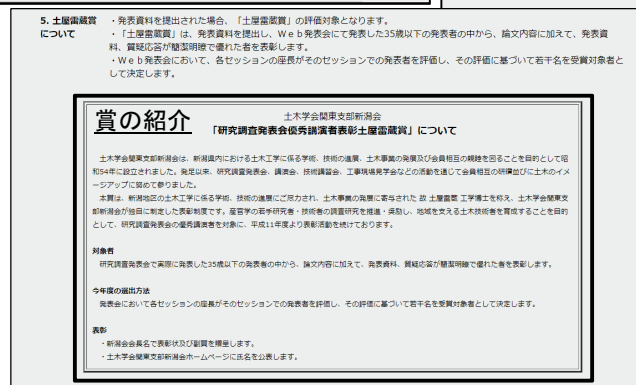 5. 土屋雷蔵賞 ・発表資料を提出された場合、「土屋雷蔵賞」の評価対象となります。
について ・「土屋雷蔵賞」は、発表資料を提出し、Ｗｅｂ発表会にて発表した35歳以下の発表者の中から、論文内容に加えて、発表資
料、質疑応答が簡潔明瞭で優れた者を表彰します。
・Ｗｅｂ発表会において、各セッションの座長がそのセッションでの発表者を評価し、その評価に基づいて若干名を受賞対象者と
して決定します。
賞の紹介
土木学会関東支部新潟会
「研究調査発表会優秀講演者表彰土屋雷蔵賞」について
土木学会関東支部新潟会は、新潟県内における土木工学に係る学術、技術の進展、土木事業の発展及び会員相互の親睦を図ることを目的として昭
和54年に設立されました。発足以来、研究調査発表会、講演会、技術講習会、工事現場見学会などの活動を通じて会員相互の研鑽並びに土木のイメ
ージアップに努めて参りました。
本賞は、新潟地区の土木工学に係る学術、技術の進展にご尽力され、土木事業の発展に寄与られた 故 土屋雷蔵 工学博士を称え、土木学会関東支
部新潟会が独自に制定した表彰制度です。産官学の若手研究者・技術者の調査研究を推進・奨励し、地域を支える土木技術者を育成することを目的
として、研究調査発表会の優秀講演者を対象に、平成11年度より表彰活動を続けております。
対象者
研究調査発表会で実際に発表した35歳以下の発表者の中から、論文内容に加えて、発表資料、質疑応答が簡潔明瞭で優れた者を表彰します。
今年度の選出方法
発表会において各セッションの座長がそのセッションでの発表者を評価し、その評価に基づいて若干名を受賞対象者として決定します。
表彰
・新潟会会長名で表彰状及び副賞を贈呈します。
・土木学会関東支部新潟会ホームページに氏名を公表します。